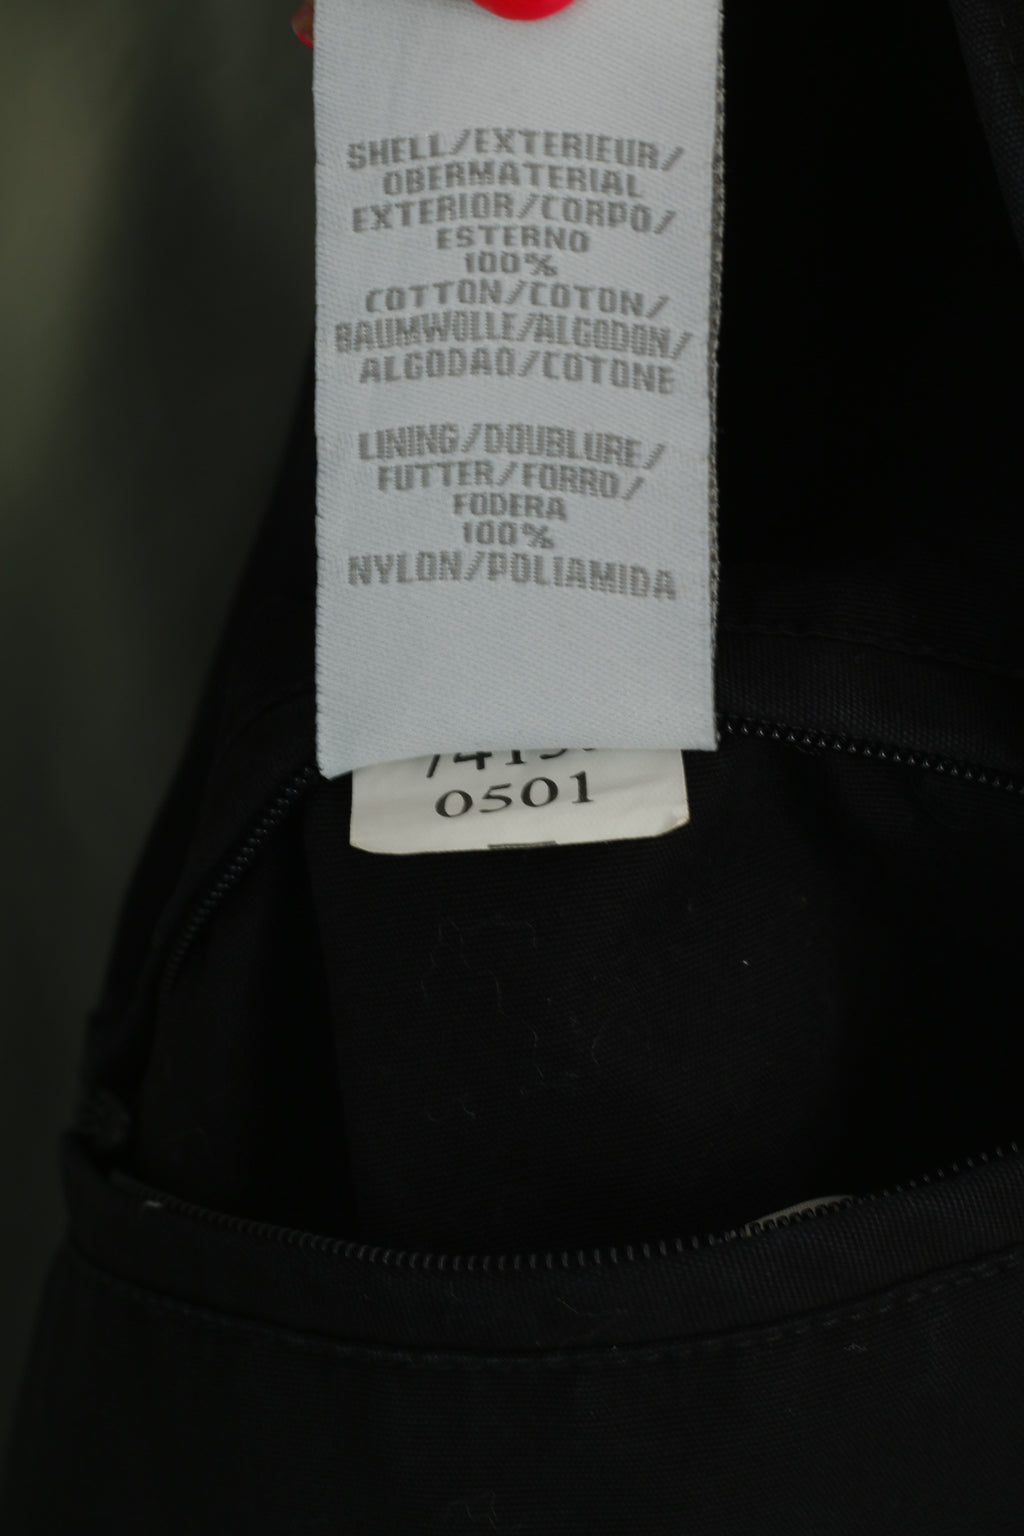 SHELL/EXTERIEUR/
OBERMATERIAL
EXTERIOR/CORPO/
ESTERNO
100%
COTTON/COTON/
BAUMWOLLE/ALGODON/
ALGODAO/COTONE
LINING/DOUBLURE/
FUTTER/FORRO/
FODERA
100%
NYLON/POLIAMIDA
0501